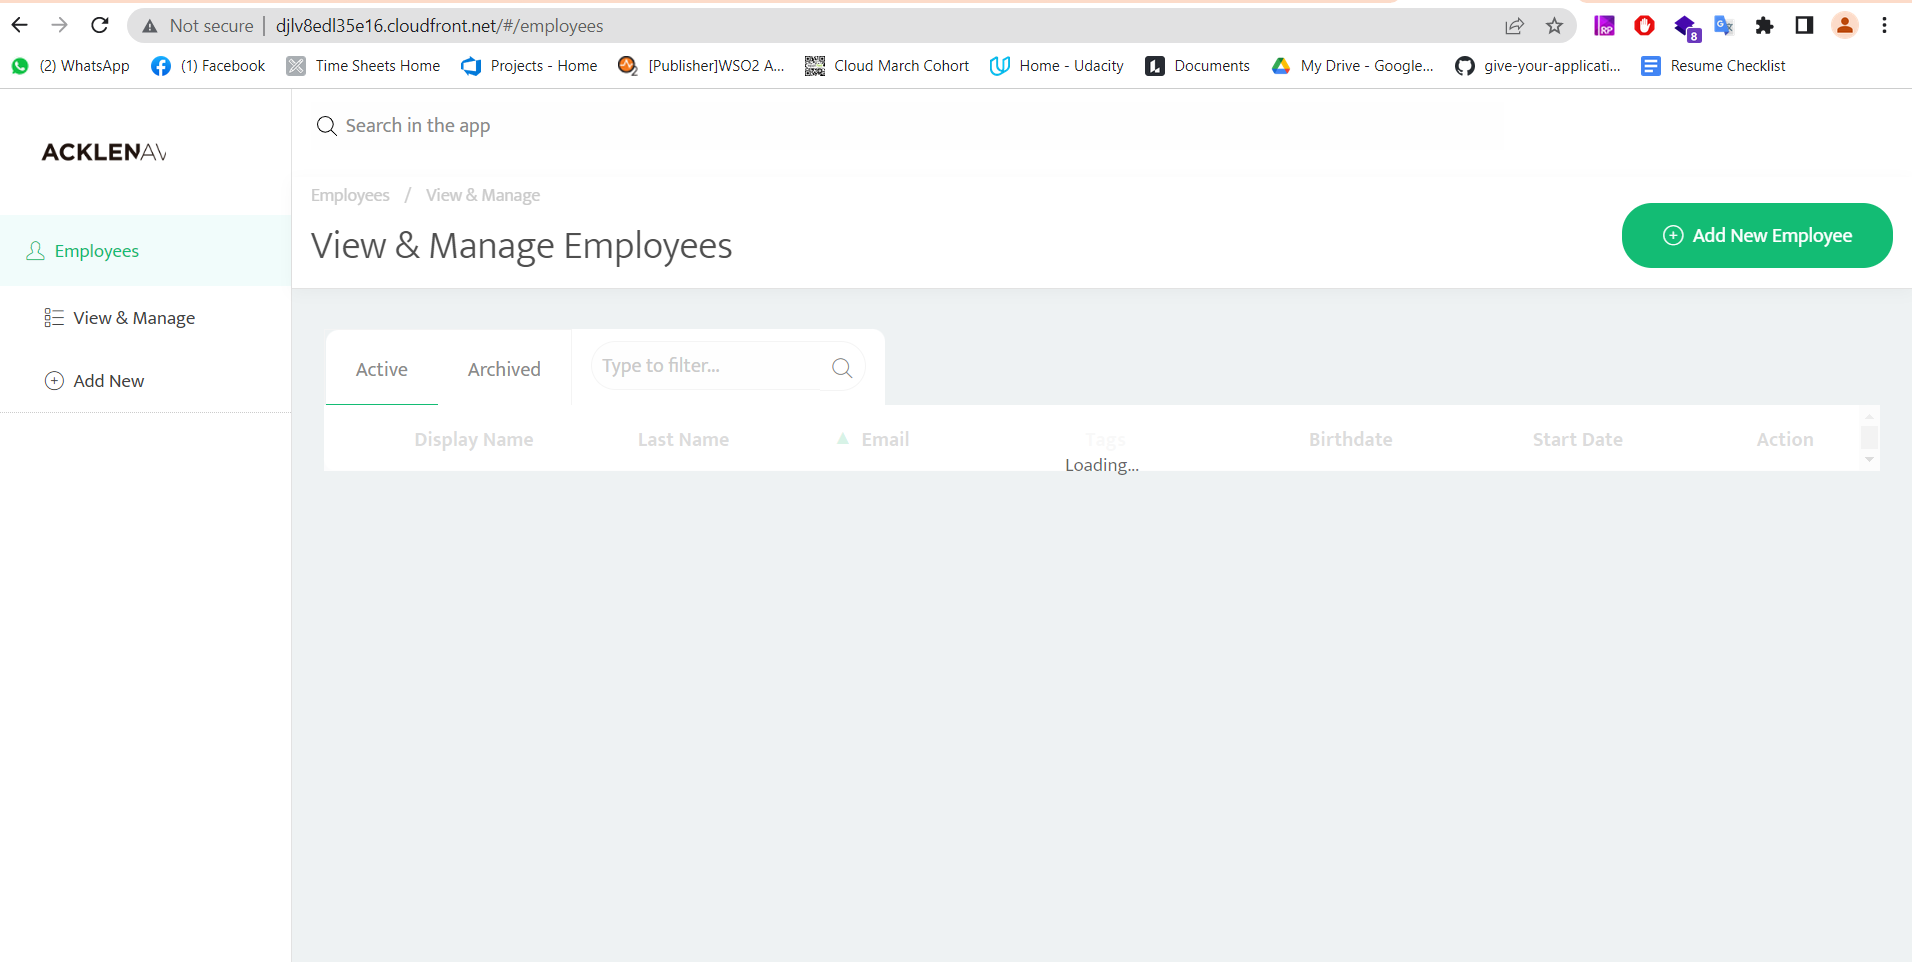 Not secure | djlv8edl35e16.cloudfront.net/#/employees
RP
8
(2) WhatsApp (1) Facebook Time Sheets Home Projects - Home [Publisher]WSO2 A... Cloud March Cohort Home - Udacity Documents My Drive - Google... give-your-applicati... Resume Checklist
Search in the app
ACKLENAV
Employees / View & Manage
View & Manage Employees
Add New Employee
Employees
View & Manage
Add New
Active Archived Type to filter...
Display Name Last Name Email Tags Birthdate Start Date Action
Loading...